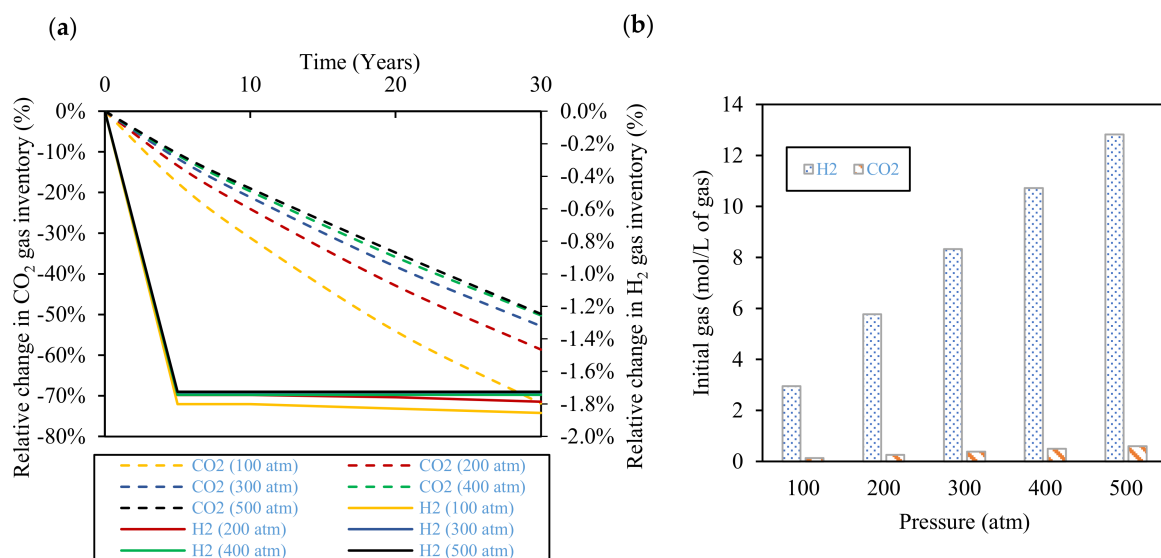 (a)
Time (Years)
0 10 20 30
Relative change in CO2 gas inventory (%)
0%
-10%
-20%
-30%
-40%
-50%
-60%
-70%
-80%
0.0%
-0.2%
-0.4%
-0.6%
-0.8%
-1.0%
-1.2%
-1.4%
-1.6%
-1.8%
-2.0%
Relative change in H2 gas inventory (%)
CO2 (100 atm) CO2 (200 atm)
CO2 (300 atm) CO2 (400 atm)
CO2 (500 atm) H2 (100 atm)
H2 (200 atm) H2 (300 atm)
H2 (400 atm) H2 (500 atm)
(b)
Initial gas (mol/L of gas)
14
12
10
8
6
4
2
0
H2 CO2
100 200 300 400 500
Pressure (atm)